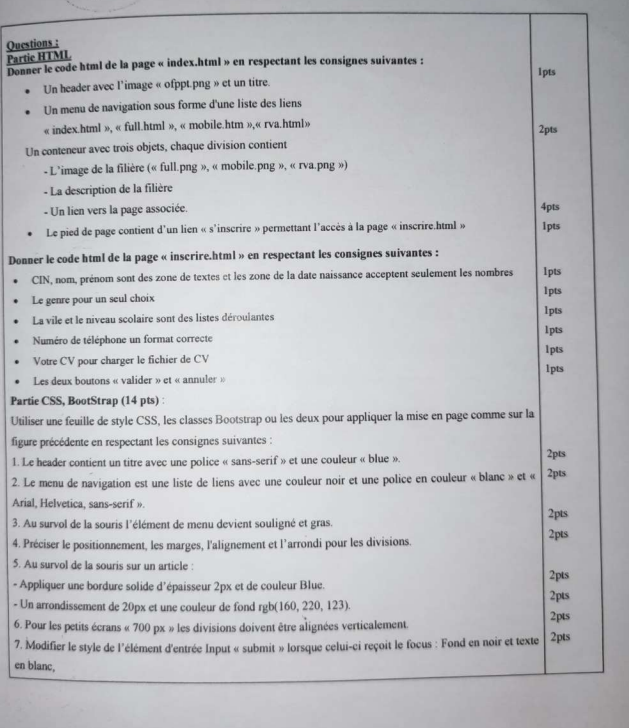 Questions :
Partie HTML
Donner le code html de la page « index.html » en respectant les consignes suivantes :
• Un header avec l'image « ofppt.png » et un titre. 1pts
• Un menu de navigation sous forme d'une liste des liens
« index.html », « full.html », « mobile.htm »,« rva.html» 2pts
Un conteneur avec trois objets, chaque division contient
- L'image de la filière (« full.png », « mobile.png », « rva.png »)
- La description de la filière
- Un lien vers la page associée. 4pts
• Le pied de page contient d'un lien « s'inscrire » permettant l'accès à la page « inscrire.html » 1pts
Donner le code html de la page « inscrire.html » en respectant les consignes suivantes :
• CIN, nom, prénom sont des zone de textes et les zone de la date naissance acceptent seulement les nombres 1pts
• Le genre pour un seul choix 1pts
• La vile et le niveau scolaire sont des listes déroulantes 1pts
• Numéro de téléphone un format correcte 1pts
• Votre CV pour charger le fichier de CV 1pts
• Les deux boutons « valider » et « annuler » 1pts
Partie CSS, BootStrap (14 pts) :
Utiliser une feuille de style CSS, les classes Bootstrap ou les deux pour appliquer la mise en page comme sur la
figure précédente en respectant les consignes suivantes :
1. Le header contient un titre avec une police « sans-serif » et une couleur « blue ». 2pts
2. Le menu de navigation est une liste de liens avec une couleur noir et une police en couleur « blanc » et « 2pts
Arial, Helvetica, sans-serif ».
3. Au survol de la souris l'élément de menu devient souligné et gras. 2pts
4. Préciser le positionnement, les marges, l'alignement et l'arrondi pour les divisions. 2pts
5. Au survol de la souris sur un article :
- Appliquer une bordure solide d'épaisseur 2px et de couleur Blue. 2pts
- Un arrondissement de 20px et une couleur de fond rgb(160, 220, 123). 2pts
6. Pour les petits écrans « 700 px » les divisions doivent être alignées verticalement. 2pts
7. Modifier le style de l'élément d'entrée Input « submit » lorsque celui-ci reçoit le focus : Fond en noir et texte 2pts
en blanc,